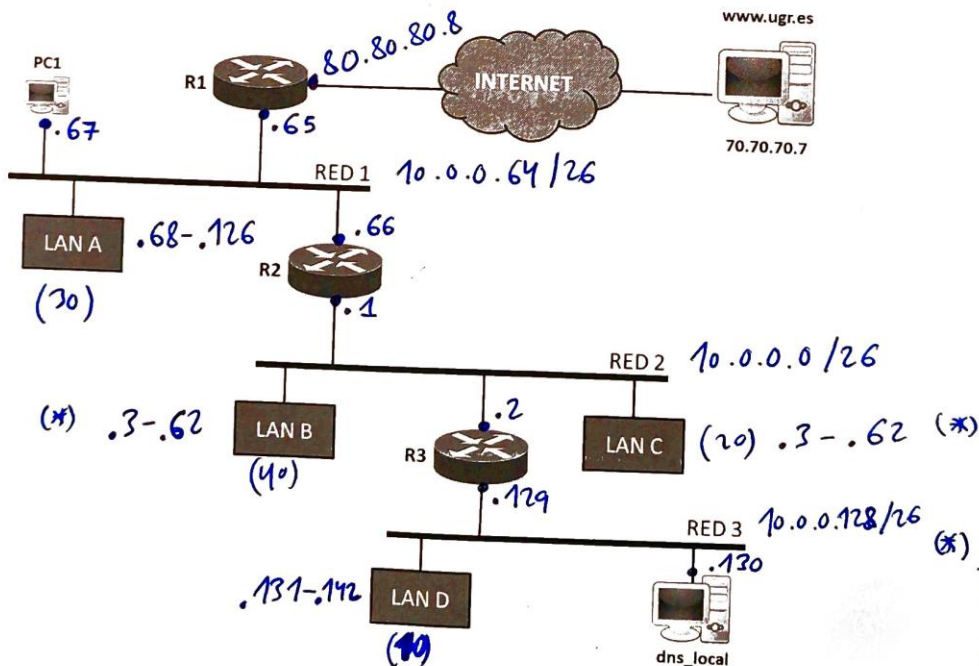 www.ugr.es
PC1
R1
80.80.80.8
INTERNET
.67
.65
70.70.70.7
RED 1 10.0.0.64/26
LAN A .68-.126
.66
R2
(30)
.1
RED 2 10.0.0.0/26
(*) .3-.62 LAN B
.2
LAN C (20) .3-.62 (*)
(40)
R3
.129
RED 3 10.0.0.128/26
(*)
.130
.131-.142 LAN D
dns_local